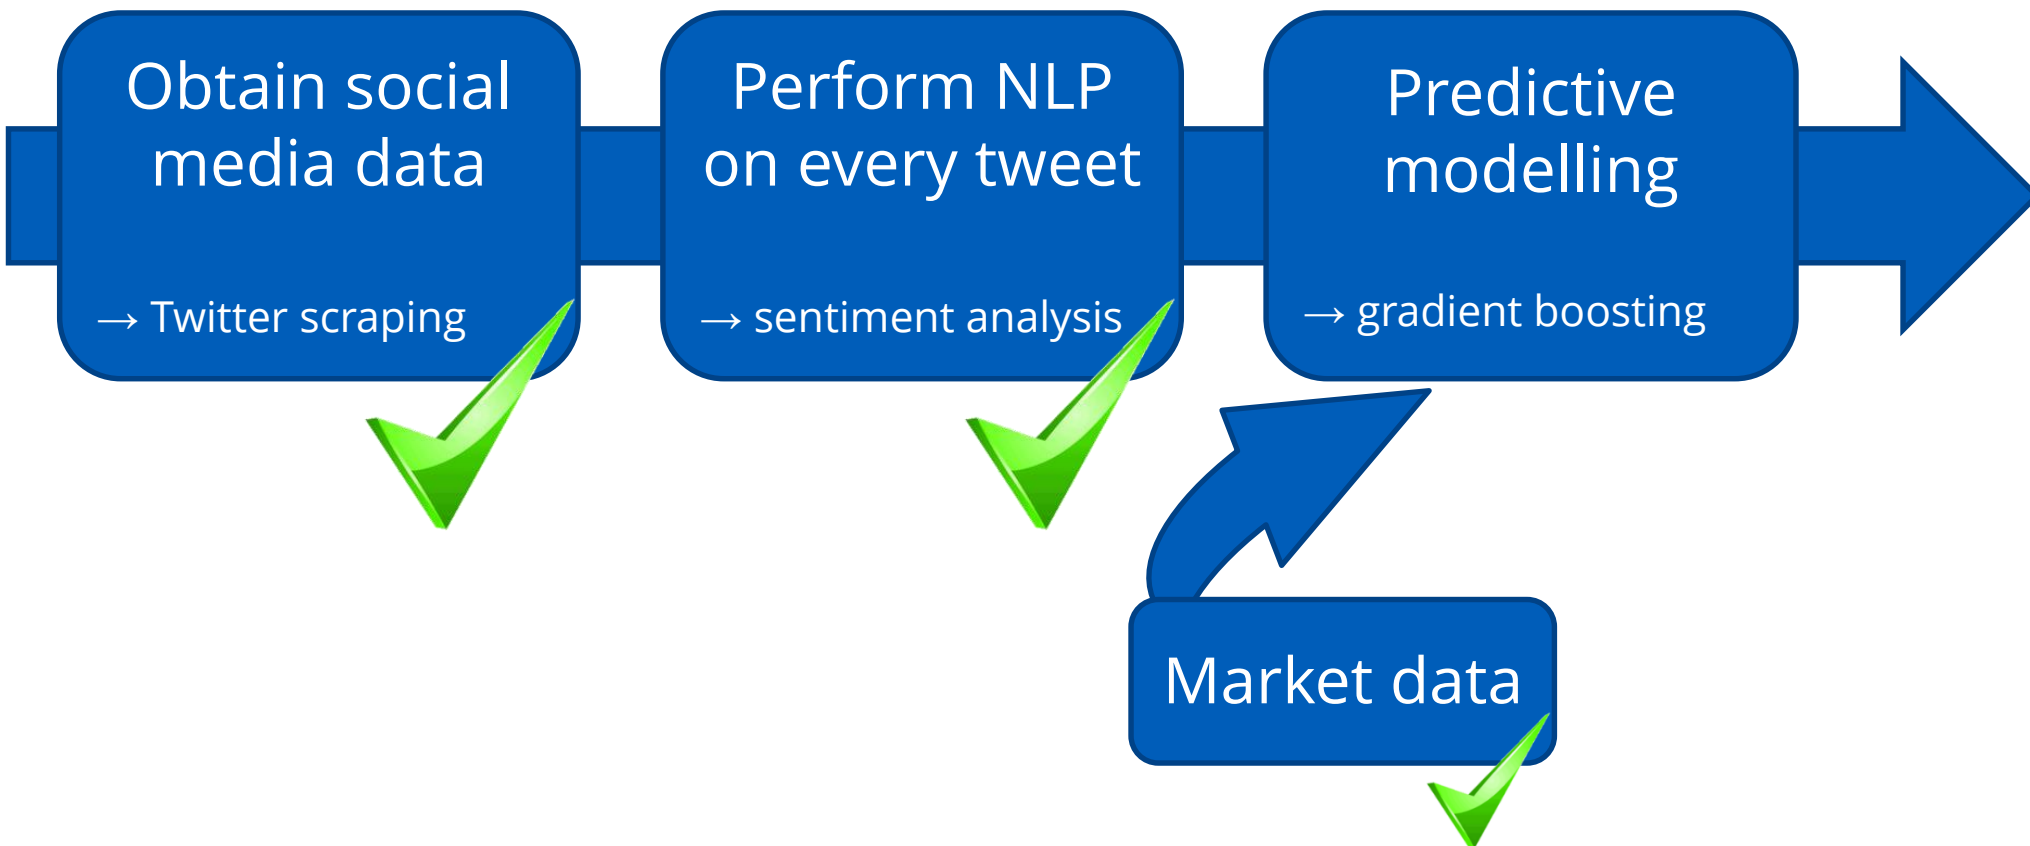 Obtain social
media data
→ Twitter scraping
Perform NLP
on every tweet
→ sentiment analysis
Predictive
modelling
→ gradient boosting
Market data